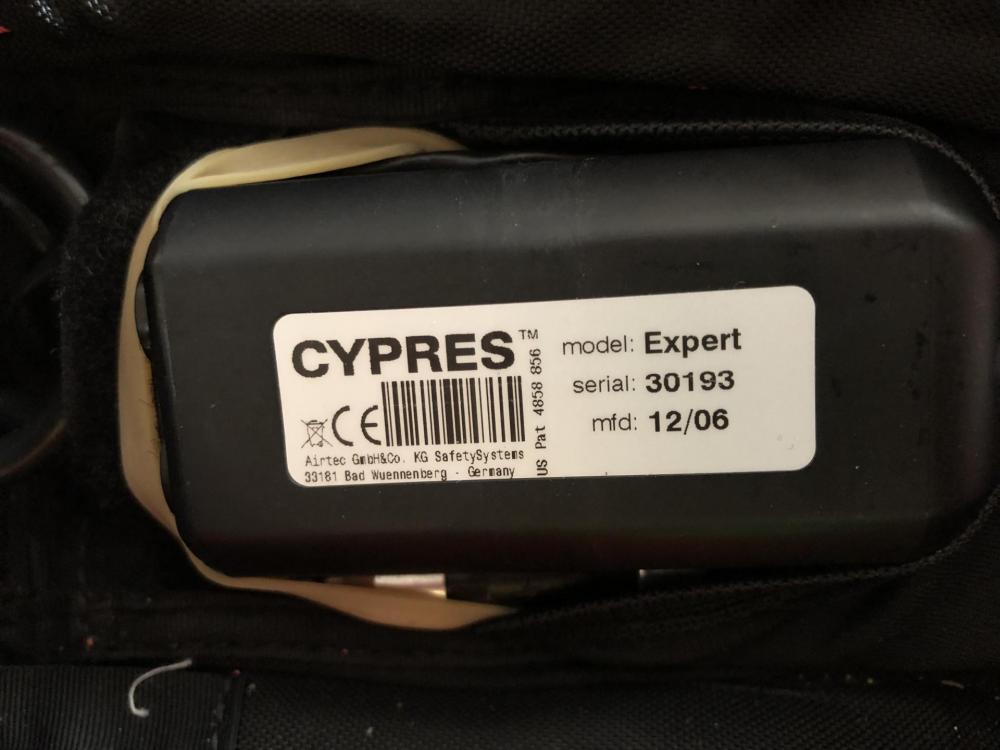 CYPRES™
CE
Airtec GmbH&Co. KG SafetySystems
33181 Bad Wuennenberg - Germany
US Pat 4858 856
model: Expert
serial: 30193
mfd: 12/06